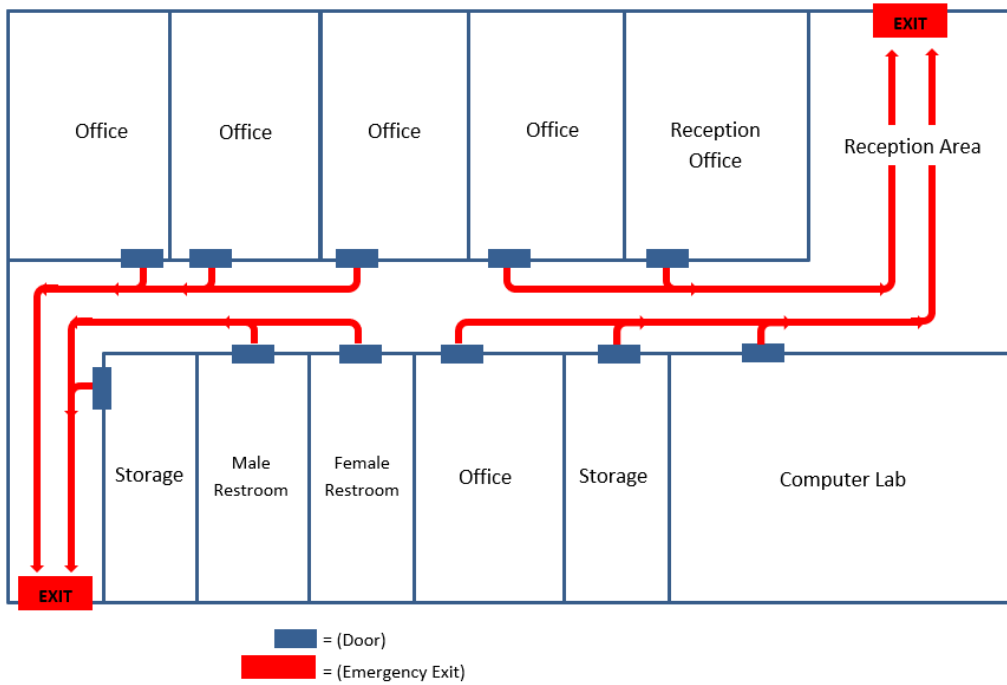 EXIT
Office
Office
Office
Office
Reception
Office
Reception Area
Storage
Male
Restroom
Female
Restroom
Office
Storage
Computer Lab
EXIT
= (Door)
= (Emergency Exit)